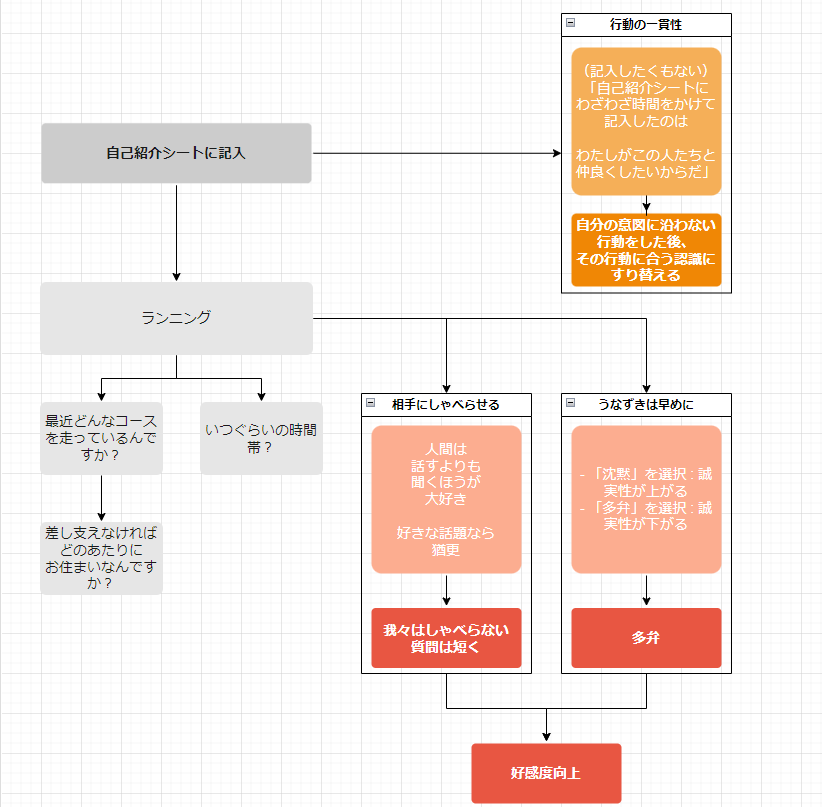 行動の一貫性
（記入したくもない）
「自己紹介シートに
わざわざ時間をかけて
記入したのは
わたしがこの人たちと
仲良くしたいからだ」
自分の意図に沿わない
行動をした後、
その行動に合う認識に
すり替える
自己紹介シートに記入
ランニング
最近どんなコース
を走っているんで
すか？
いつぐらいの時間
帯？
差し支えなければ
どのあたりに
お住まいなんです
か？
相手にしゃべらせる
人間は
話すよりも
聞くほうが
大好き
好きな話題なら
猶更
我々はしゃべらない
質問は短く
うなずきは早めに
- 「沈黙」を選択 : 誠
実性が上がる
- 「多弁」を選択 : 誠
実性が下がる
多弁
好感度向上